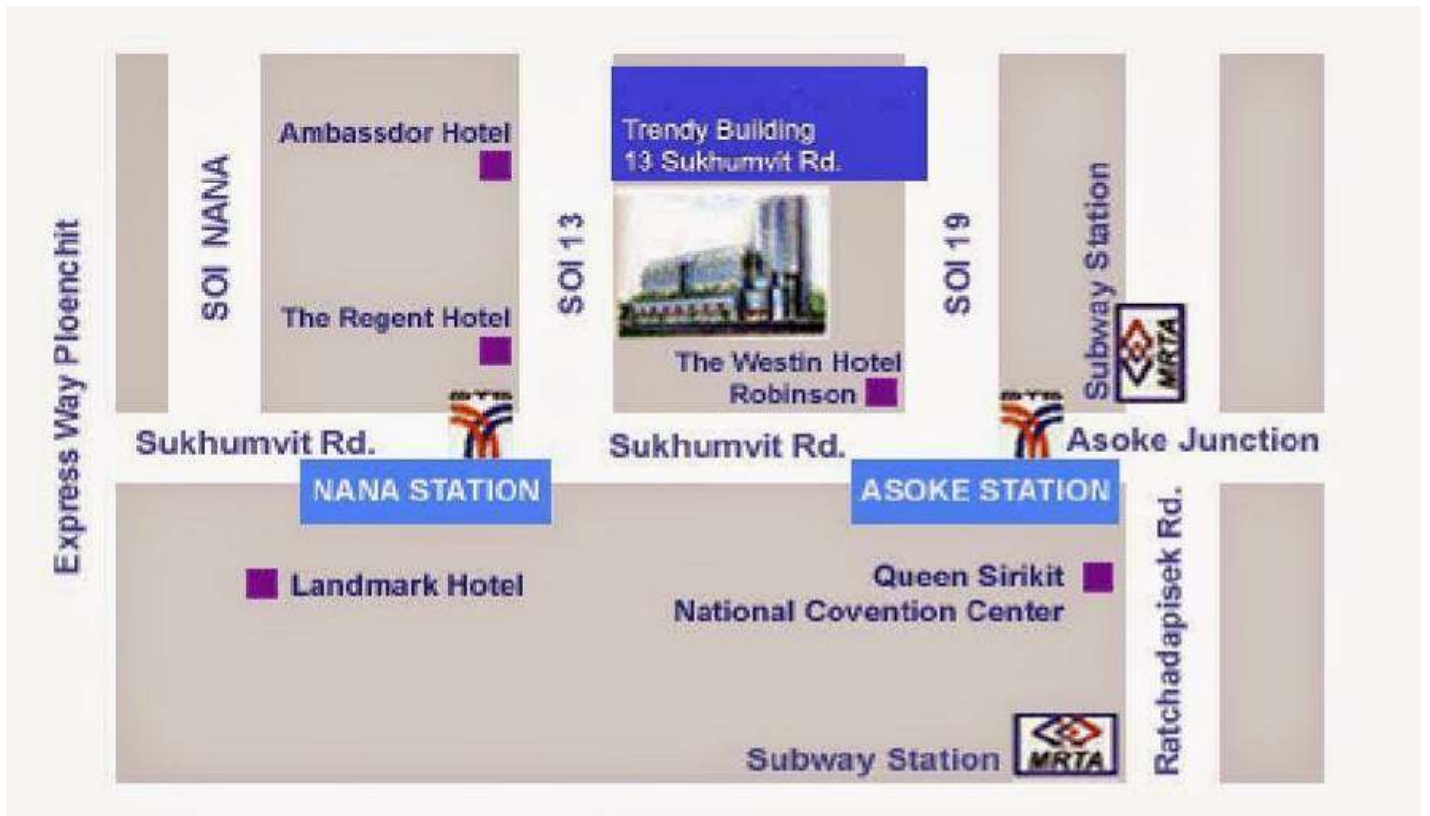 Ambassdor Hotel
Trendy Building
13 Sukhumvit Rd.
SOI NANA
SOI 13
SOI 19
Subway Station
MRTA
Express Way Ploenchit
The Regent Hotel
The Westin Hotel
Robinson
BTS
BTS
Sukhumvit Rd.
Sukhumvit Rd.
Asoke Junction
NANA STATION
ASOKE STATION
Landmark Hotel
Queen Sirikit
National Covention Center
Ratchadapisek Rd.
Subway Station
MRTA